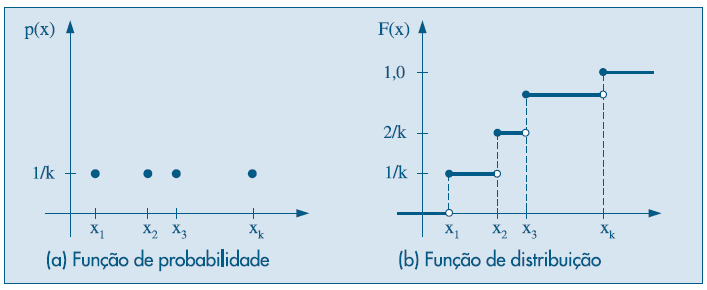 p(x)
1/k
x₁ x₂ x₃ xₖ
(a) Função de probabilidade
F(x)
1,0
2/k
1/k
x₁ x₂ x₃ xₖ
(b) Função de distribuição